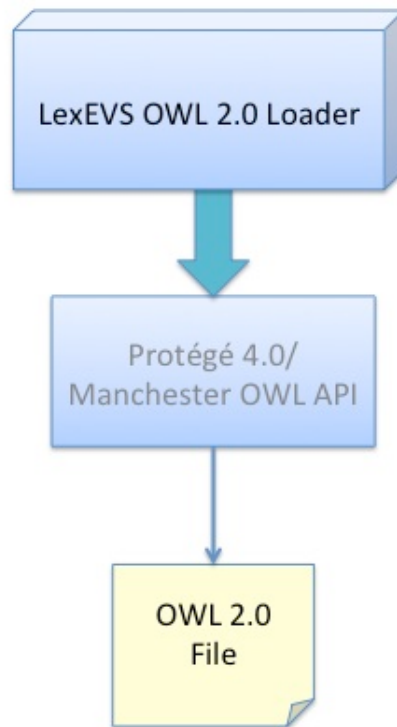 LexEVS OWL 2.0 Loader
Protégé 4.0/
Manchester OWL API
OWL 2.0
File